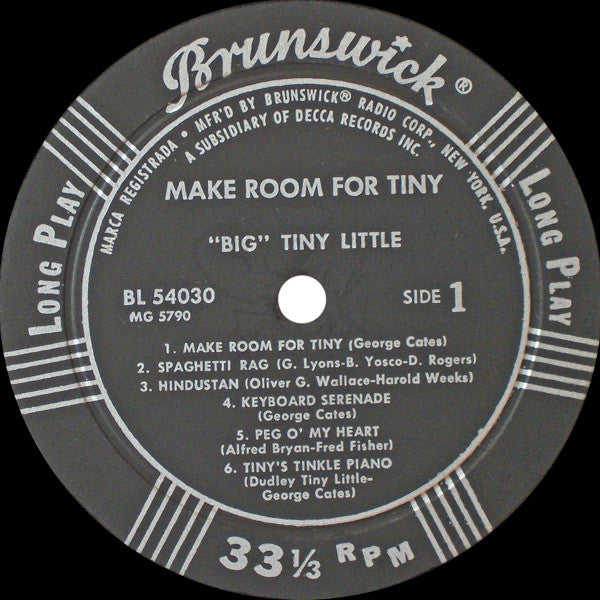 Brunswick®
MARCA REGISTRADA • MFR'D BY BRUNSWICK® RADIO CORP., NEW YORK, U.S.A.
A SUBSIDIARY OF DECCA RECORDS INC.
LONG PLAY
LONG PLAY
MAKE ROOM FOR TINY
"BIG" TINY LITTLE
BL 54030 SIDE 1
MG 5790
1. MAKE ROOM FOR TINY (George Cates)
2. SPAGHETTI RAG (G. Lyons-B. Yosco-D. Rogers)
3. HINDUSTAN (Oliver G. Wallace-Harold Weeks)
4. KEYBOARD SERENADE
(George Cates)
5. PEG O' MY HEART
(Alfred Bryan-Fred Fisher)
6. TINY'S TINKLE PIANO
(Dudley Tiny Little-
George Cates)
33 1/3 RPM